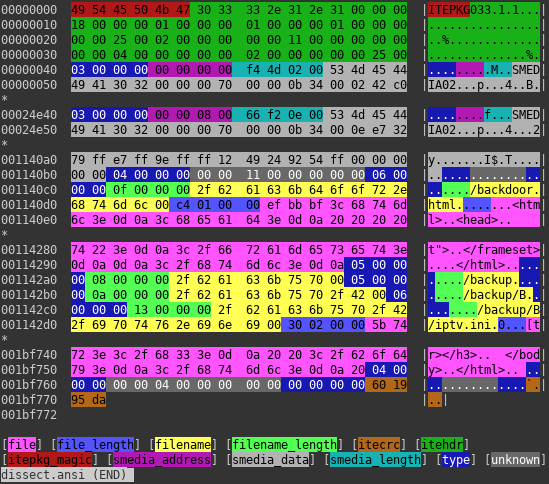 00000000  49 54 45 50 4b 47 30 33  33 2e 31 2e 31 00 00 00  |ITEPKG033.1.1...|
00000010  18 00 00 00 01 00 00 00  01 00 00 00 01 00 00 00  |................|
00000020  00 00 25 00 02 00 00 00  00 00 11 00 00 00 00 00  |..%.............|
00000030  00 00 04 00 00 00 00 00  02 00 00 00 00 00 25 00  |..............%.|
00000040  03 00 00 00 00 00 00 00  f4 4d 02 00 53 4d 45 44  |.........M..SMED|
00000050  49 41 30 32 00 00 00 70  00 00 0b 34 00 02 42 c0  |IA02...p...4..B.|
*
00024e40  03 00 00 00 00 00 08 00  66 f2 0e 00 53 4d 45 44  |........f...SMED|
00024e50  49 41 30 32 00 00 00 70  00 00 0b 34 00 0e e7 32  |IA02...p...4...2|
*
001140a0  79 ff e7 ff 9e ff ff 12  49 24 92 54 ff 00 00 00  |y.......I$.T....|
001140b0  00 00 04 00 00 00 00 00  00 11 00 00 00 00 06 00  |................|
001140c0  00 00 0f 00 00 00 2f 62  61 63 6b 64 6f 6f 72 2e  |....../backdoor.|
001140d0  68 74 6d 6c 00 c4 01 00  00 ef bb bf 3c 68 74 6d  |html........<htm|
001140e0  6c 3e 0d 0a 3c 68 65 61  64 3e 0d 0a 20 20 20 20  |l>..<head>..    |
*
00114280  74 22 3e 0d 0a 3c 2f 66  72 61 6d 65 73 65 74 3e  |t">..</frameset>|
00114290  0d 0a 0d 0a 3c 2f 68 74  6d 6c 3e 0d 0a 05 00 00  |....</html>.....|
001142a0  00 08 00 00 00 2f 62 61  63 6b 75 70 00 05 00 00  |...../backup....|
001142b0  00 0a 00 00 00 2f 62 61  63 6b 75 70 2f 42 00 06  |...../backup/B..|
001142c0  00 00 00 13 00 00 00 2f  62 61 63 6b 75 70 2f 42  |......./backup/B|
001142d0  2f 69 70 74 76 2e 69 6e  69 00 30 02 00 00 5b 74  |/iptv.ini.0...[t|
*
001bf740  72 3e 3c 2f 68 33 3e 0d  0a 20 20 3c 2f 62 6f 64  |r></h3>..  </bod|
001bf750  79 3e 0d 0a 3c 2f 68 74  6d 6c 3e 0d 0a 20 04 00  |y>..</html>.. ..|
001bf760  00 00 00 00 04 00 00 00  00 00 00 00 00 00 60 19  |..............`.|
001bf770  95 da                                             |..|
001bf772
[file] [file_length] [filename] [filename_length] [itecrc] [itehdr]
[itepkg_magic] [smedia_address] [smedia_data] [smedia_length] [type] [unknown]
dissect.ansi (END)